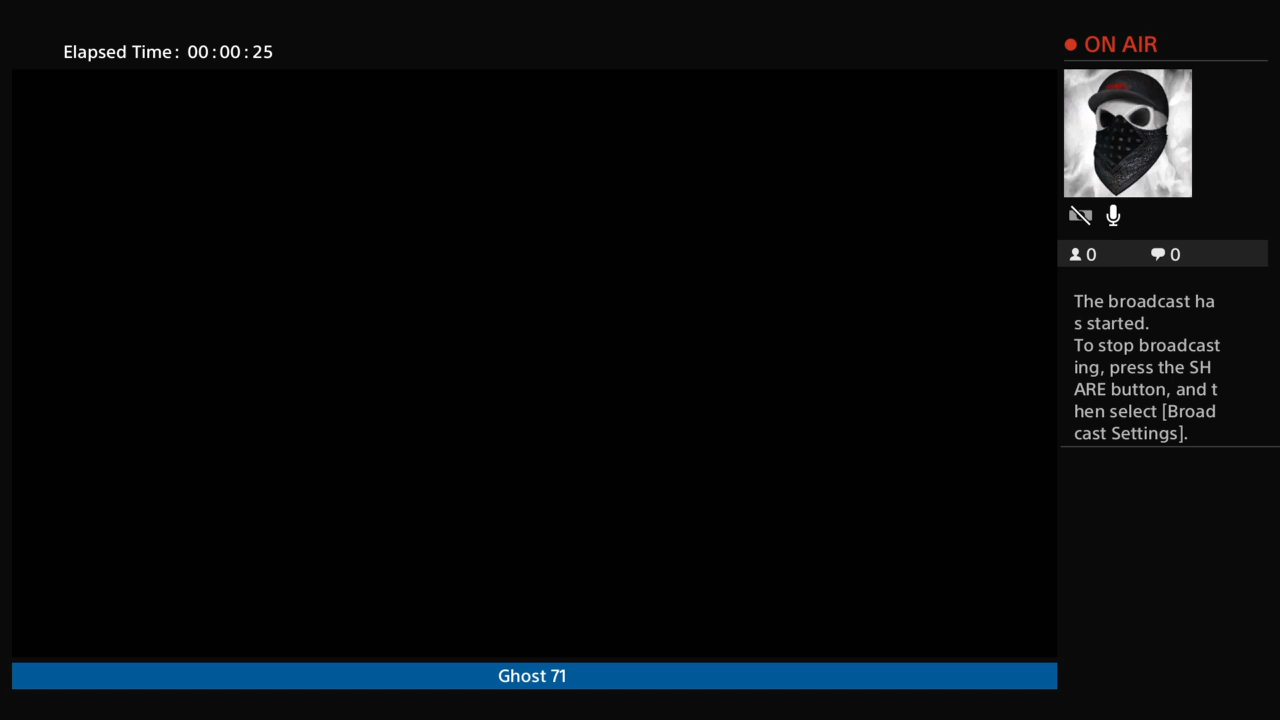 Elapsed Time: 00:00:25
ON AIR
0 0
The broadcast ha
s started.
To stop broadcast
ing, press the SH
ARE button, and t
hen select [Broad
cast Settings].
Ghost 71